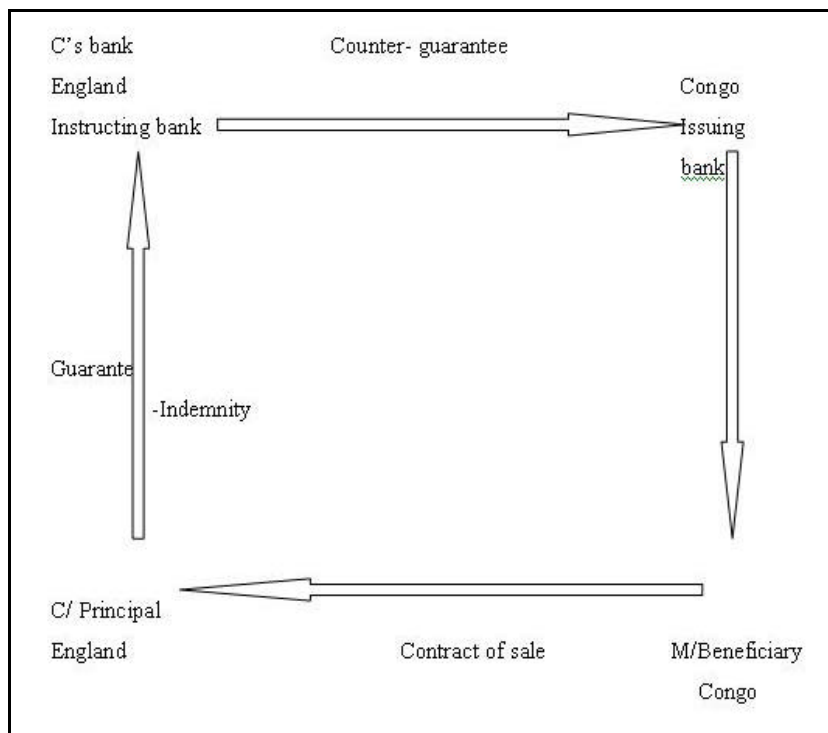 C's bank Counter- guarantee
England Congo
Instructing bank Issuing
bank
Guarante
-Indemnity
C/ Principal
England Contract of sale M/Beneficiary
Congo